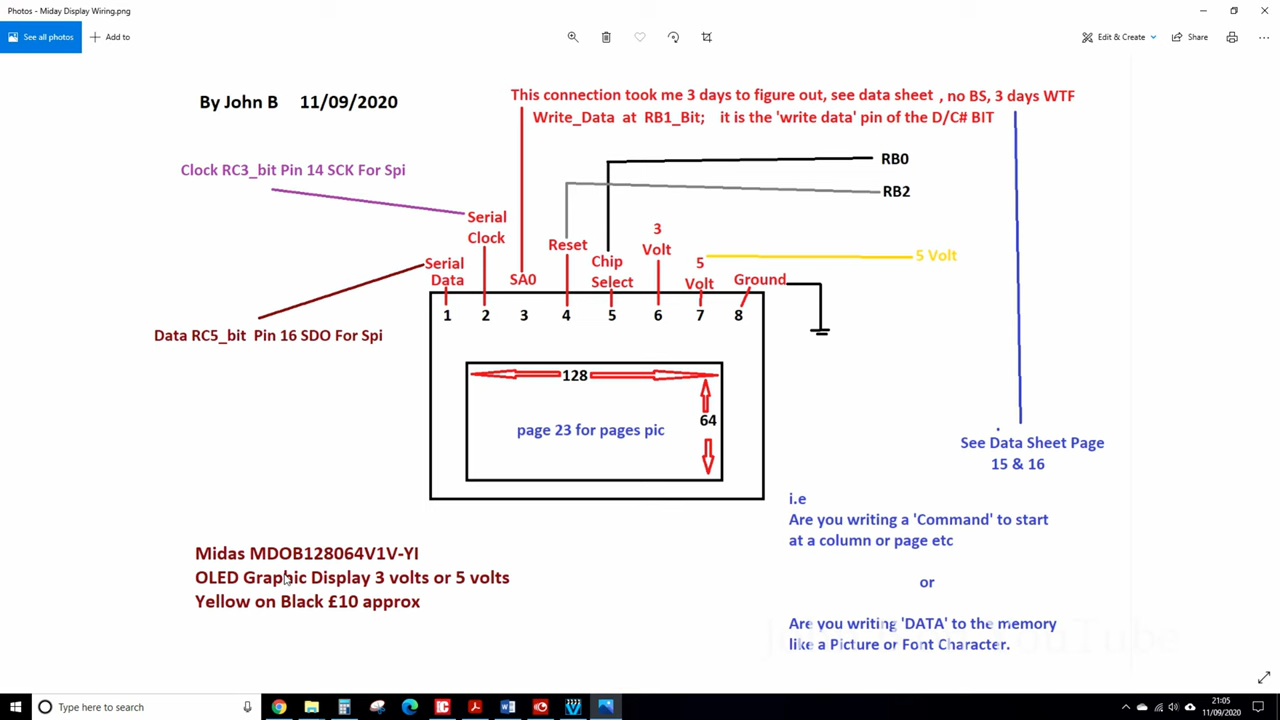 Photos - Miday Display Wiring.png
See all photos
Add to
Edit & Create
Share
By John B 11/09/2020
This connection took me 3 days to figure out, see data sheet , no BS, 3 days WTF
Write_Data at RB1_Bit; it is the 'write data' pin of the D/C# BIT
Clock RC3_bit Pin 14 SCK For Spi
RB0
RB2
Serial
Clock
3
Volt
Reset
5 Volt
Serial
Data
SA0
Chip
Select
5
Volt
Ground
1 2 3 4 5 6 7 8
Data RC5_bit Pin 16 SDO For Spi
128
64
page 23 for pages pic
See Data Sheet Page
15 & 16
i.e
Are you writing a 'Command' to start
at a column or page etc
or
Are you writing 'DATA' to the memory
like a Picture or Font Character.
Midas MDOB128064V1V-YI
OLED Graphic Display 3 volts or 5 volts
Yellow on Black £10 approx
Type here to search
21:05
11/09/2020